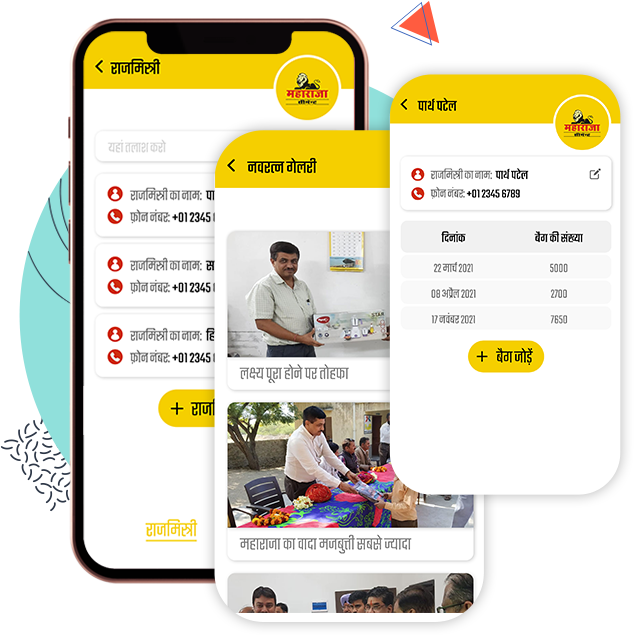 राजमिस्त्री
महाराजा
सीमेन्ट
यहां तलाश करो
राजमिस्त्री का नाम:
फ़ोन नंबर: +01 2345
राजमिस्त्री का नाम:
फ़ोन नंबर: +01 2345
राजमिस्त्री का नाम:
फ़ोन नंबर: +01 2345
+
राजमिस्त्री
नवरत्न गेलरी
लक्ष्य पूरा होने पर तोहफा
महाराजा का वादा मजबुत्ती सबसे ज्यादा
पार्थ पटेल
महाराजा
सीमेन्ट
राजमिस्त्री का नाम: पार्थ पटेल
फ़ोन नंबर: +01 2345 6789
दिनांक बैग की संख्या
22 मार्च 2021 5000
08 अप्रेल 2021 2700
17 नवंबर 2021 7650
+ बैग जोड़ें